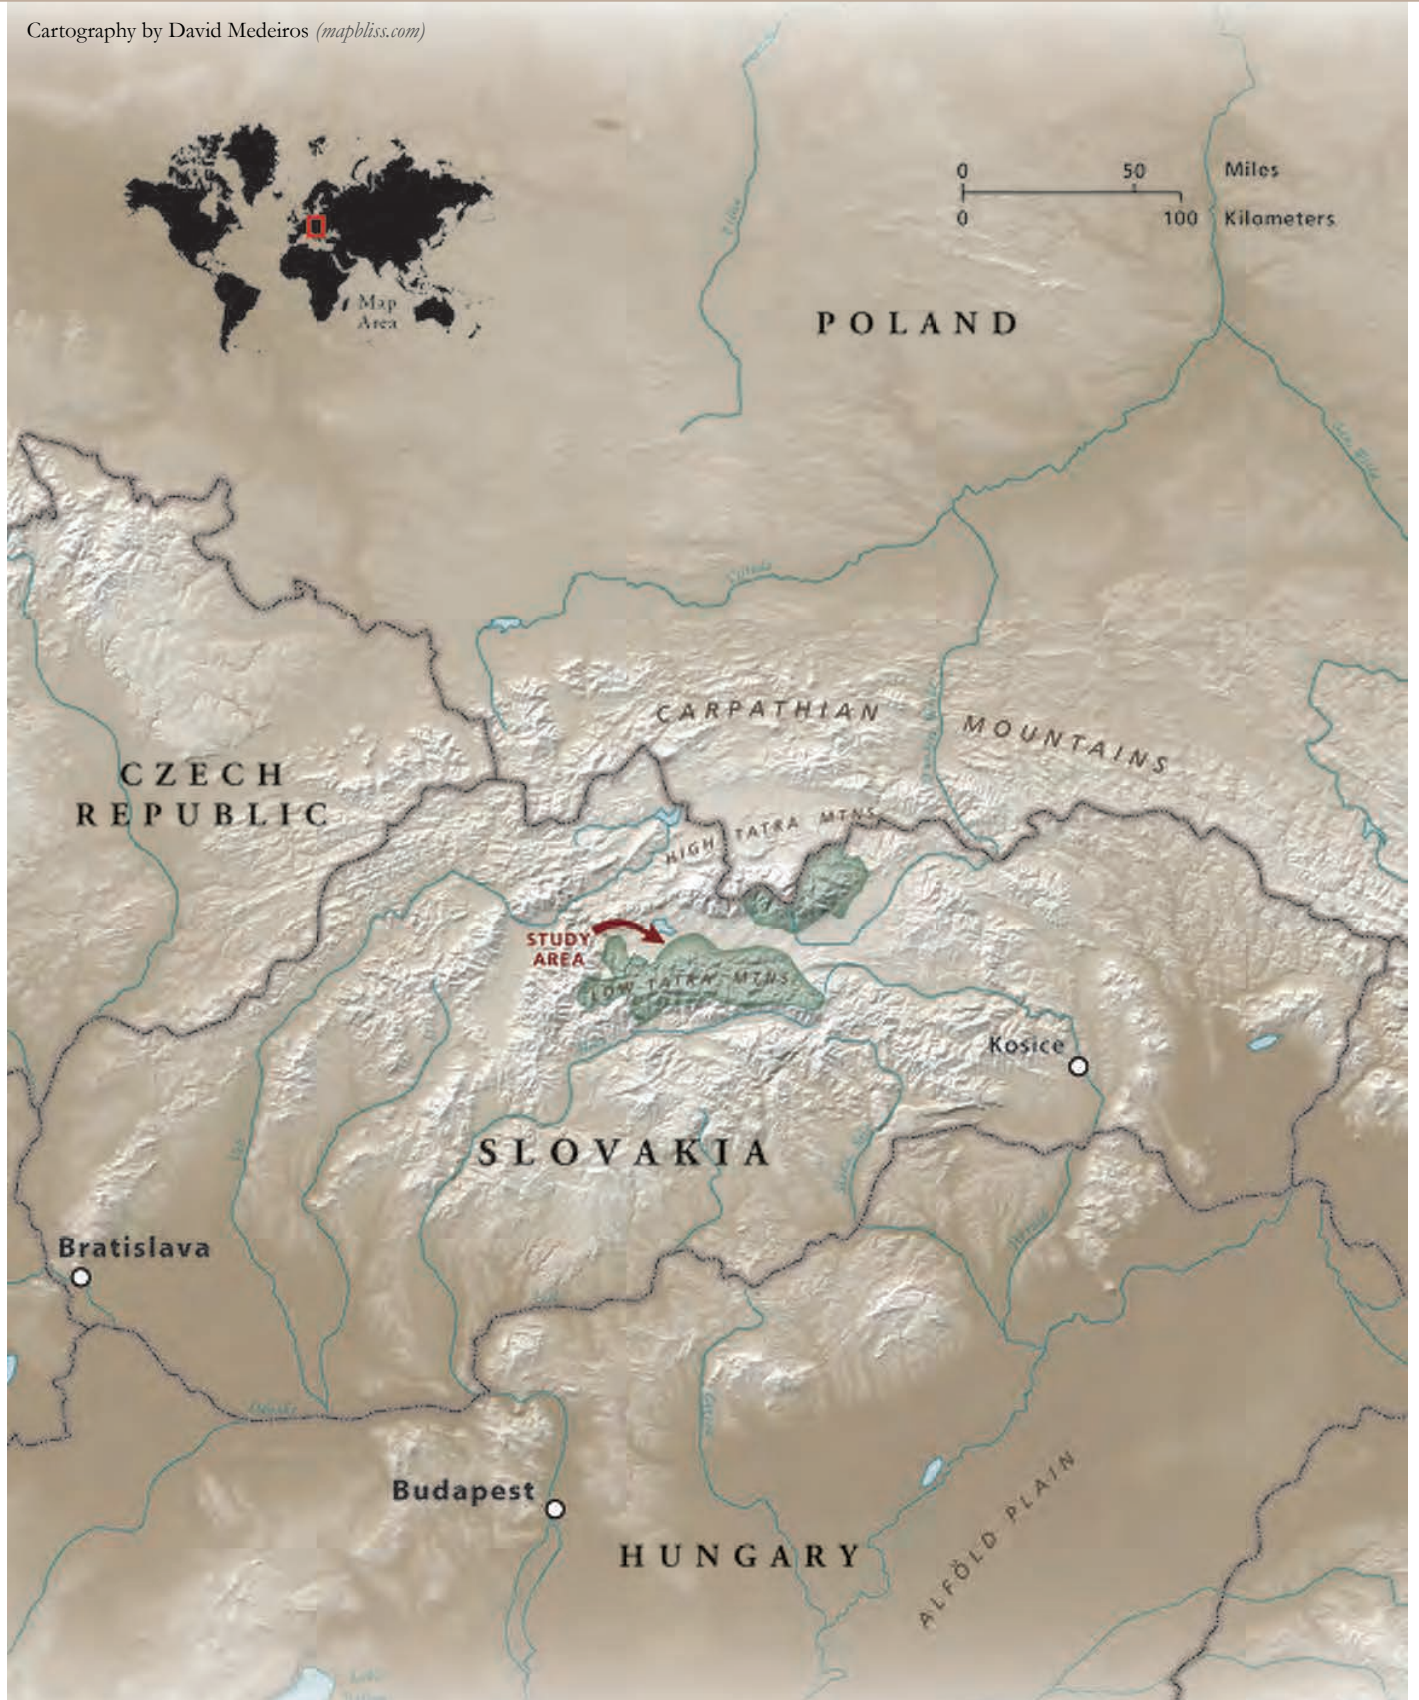 Cartography by David Medeiros (mapbliss.com)
0 50 Miles
0 100 Kilometers
Map
Area
POLAND
CARPATHIAN MOUNTAINS
CZECH
REPUBLIC
HIGH TATRA MTNS
STUDY
AREA
LOW TATRA MTNS
Kosice
SLOVAKIA
Bratislava
Budapest
HUNGARY
ALFÖLD PLAIN